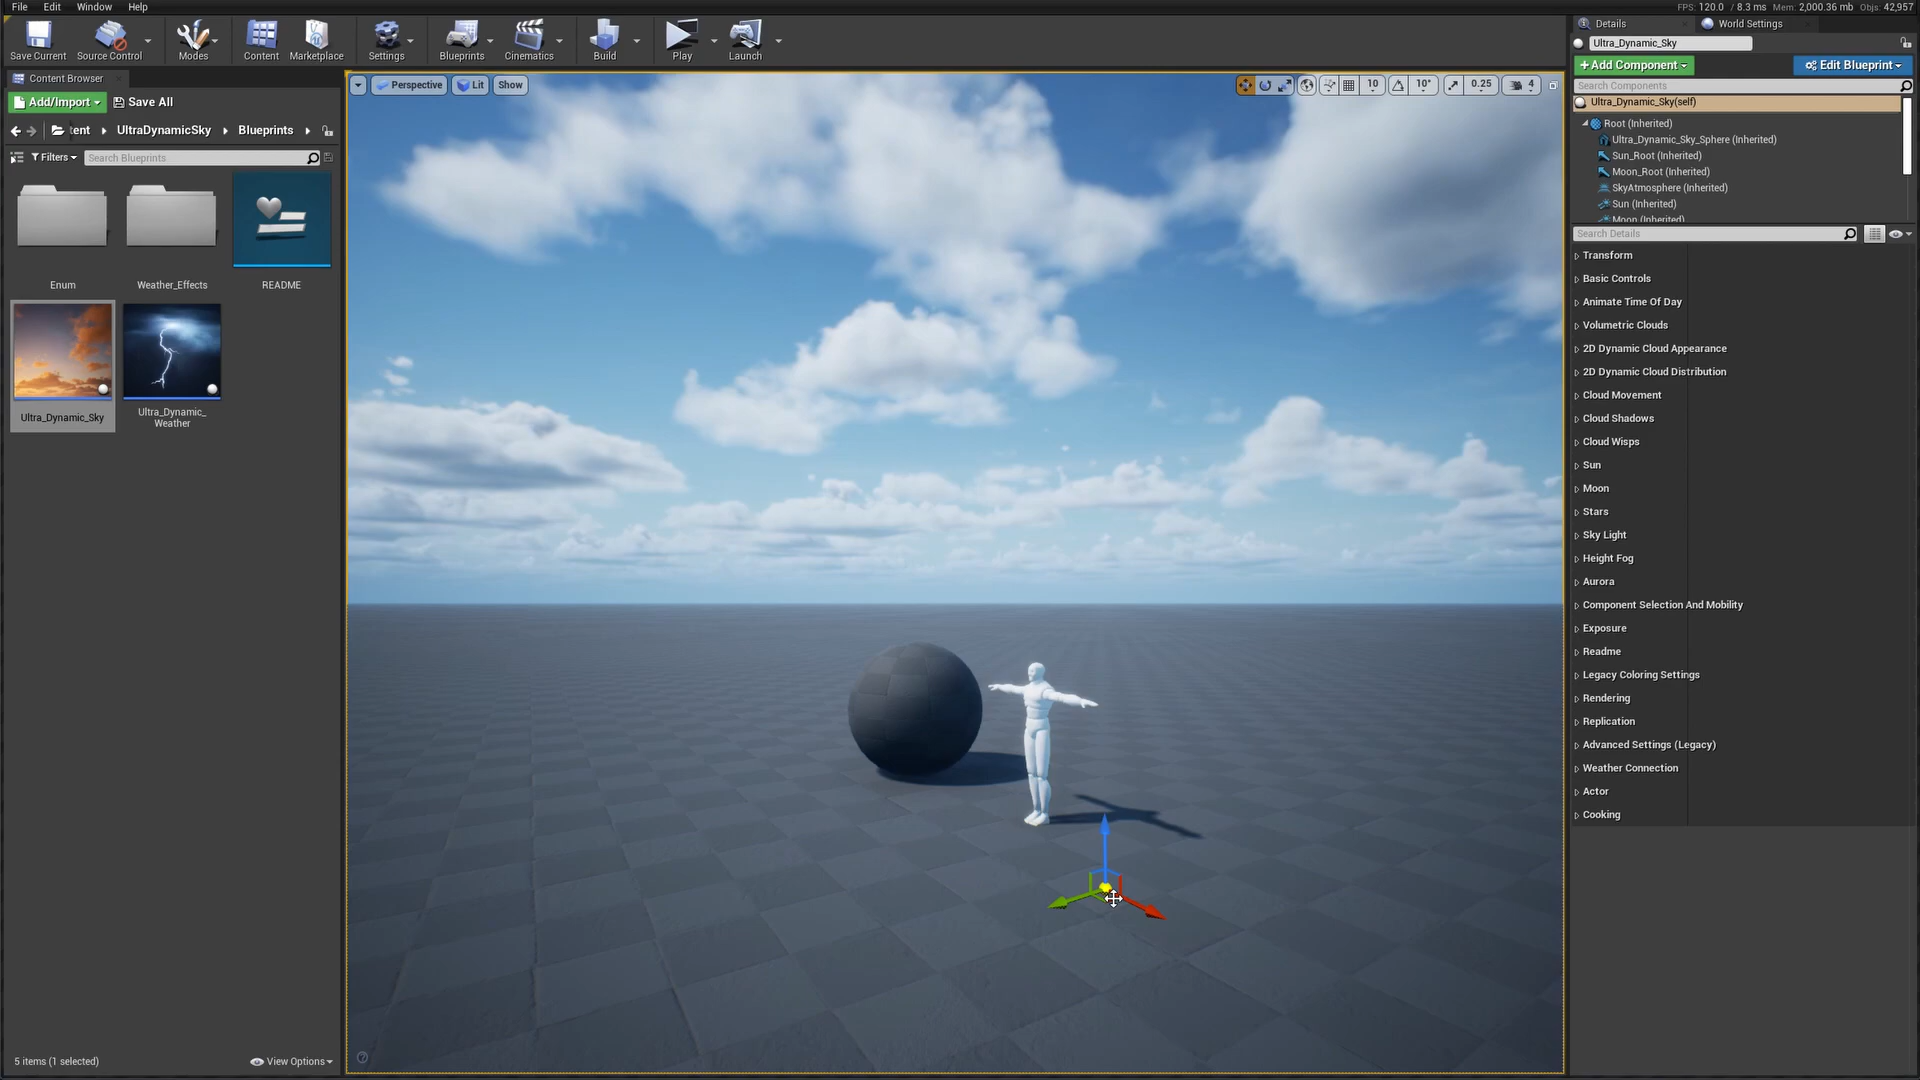 File Edit Window Help
FPS: 120.0 / 8.3 ms Mem: 2,000.36 mb Objs: 42,957
Save Current Source Control Modes Content Marketplace Settings Blueprints Cinematics Build Play Launch
Content Browser
Add/Import Save All
tent UltraDynamicSky Blueprints
Filters Search Blueprints
Enum Weather_Effects README
Ultra_Dynamic_Sky Ultra_Dynamic_
Weather
5 items (1 selected) View Options
Perspective Lit Show
10 10° 0.25 4
Details World Settings
Ultra_Dynamic_Sky
+Add Component Edit Blueprint
Search Components
Ultra_Dynamic_Sky(self)
Root (Inherited)
Ultra_Dynamic_Sky_Sphere (Inherited)
Sun_Root (Inherited)
Moon_Root (Inherited)
SkyAtmosphere (Inherited)
Sun (Inherited)
Moon (Inherited)
Search Details
Transform
Basic Controls
Animate Time Of Day
Volumetric Clouds
2D Dynamic Cloud Appearance
2D Dynamic Cloud Distribution
Cloud Movement
Cloud Shadows
Cloud Wisps
Sun
Moon
Stars
Sky Light
Height Fog
Aurora
Component Selection And Mobility
Exposure
Readme
Legacy Coloring Settings
Rendering
Replication
Advanced Settings (Legacy)
Weather Connection
Actor
Cooking